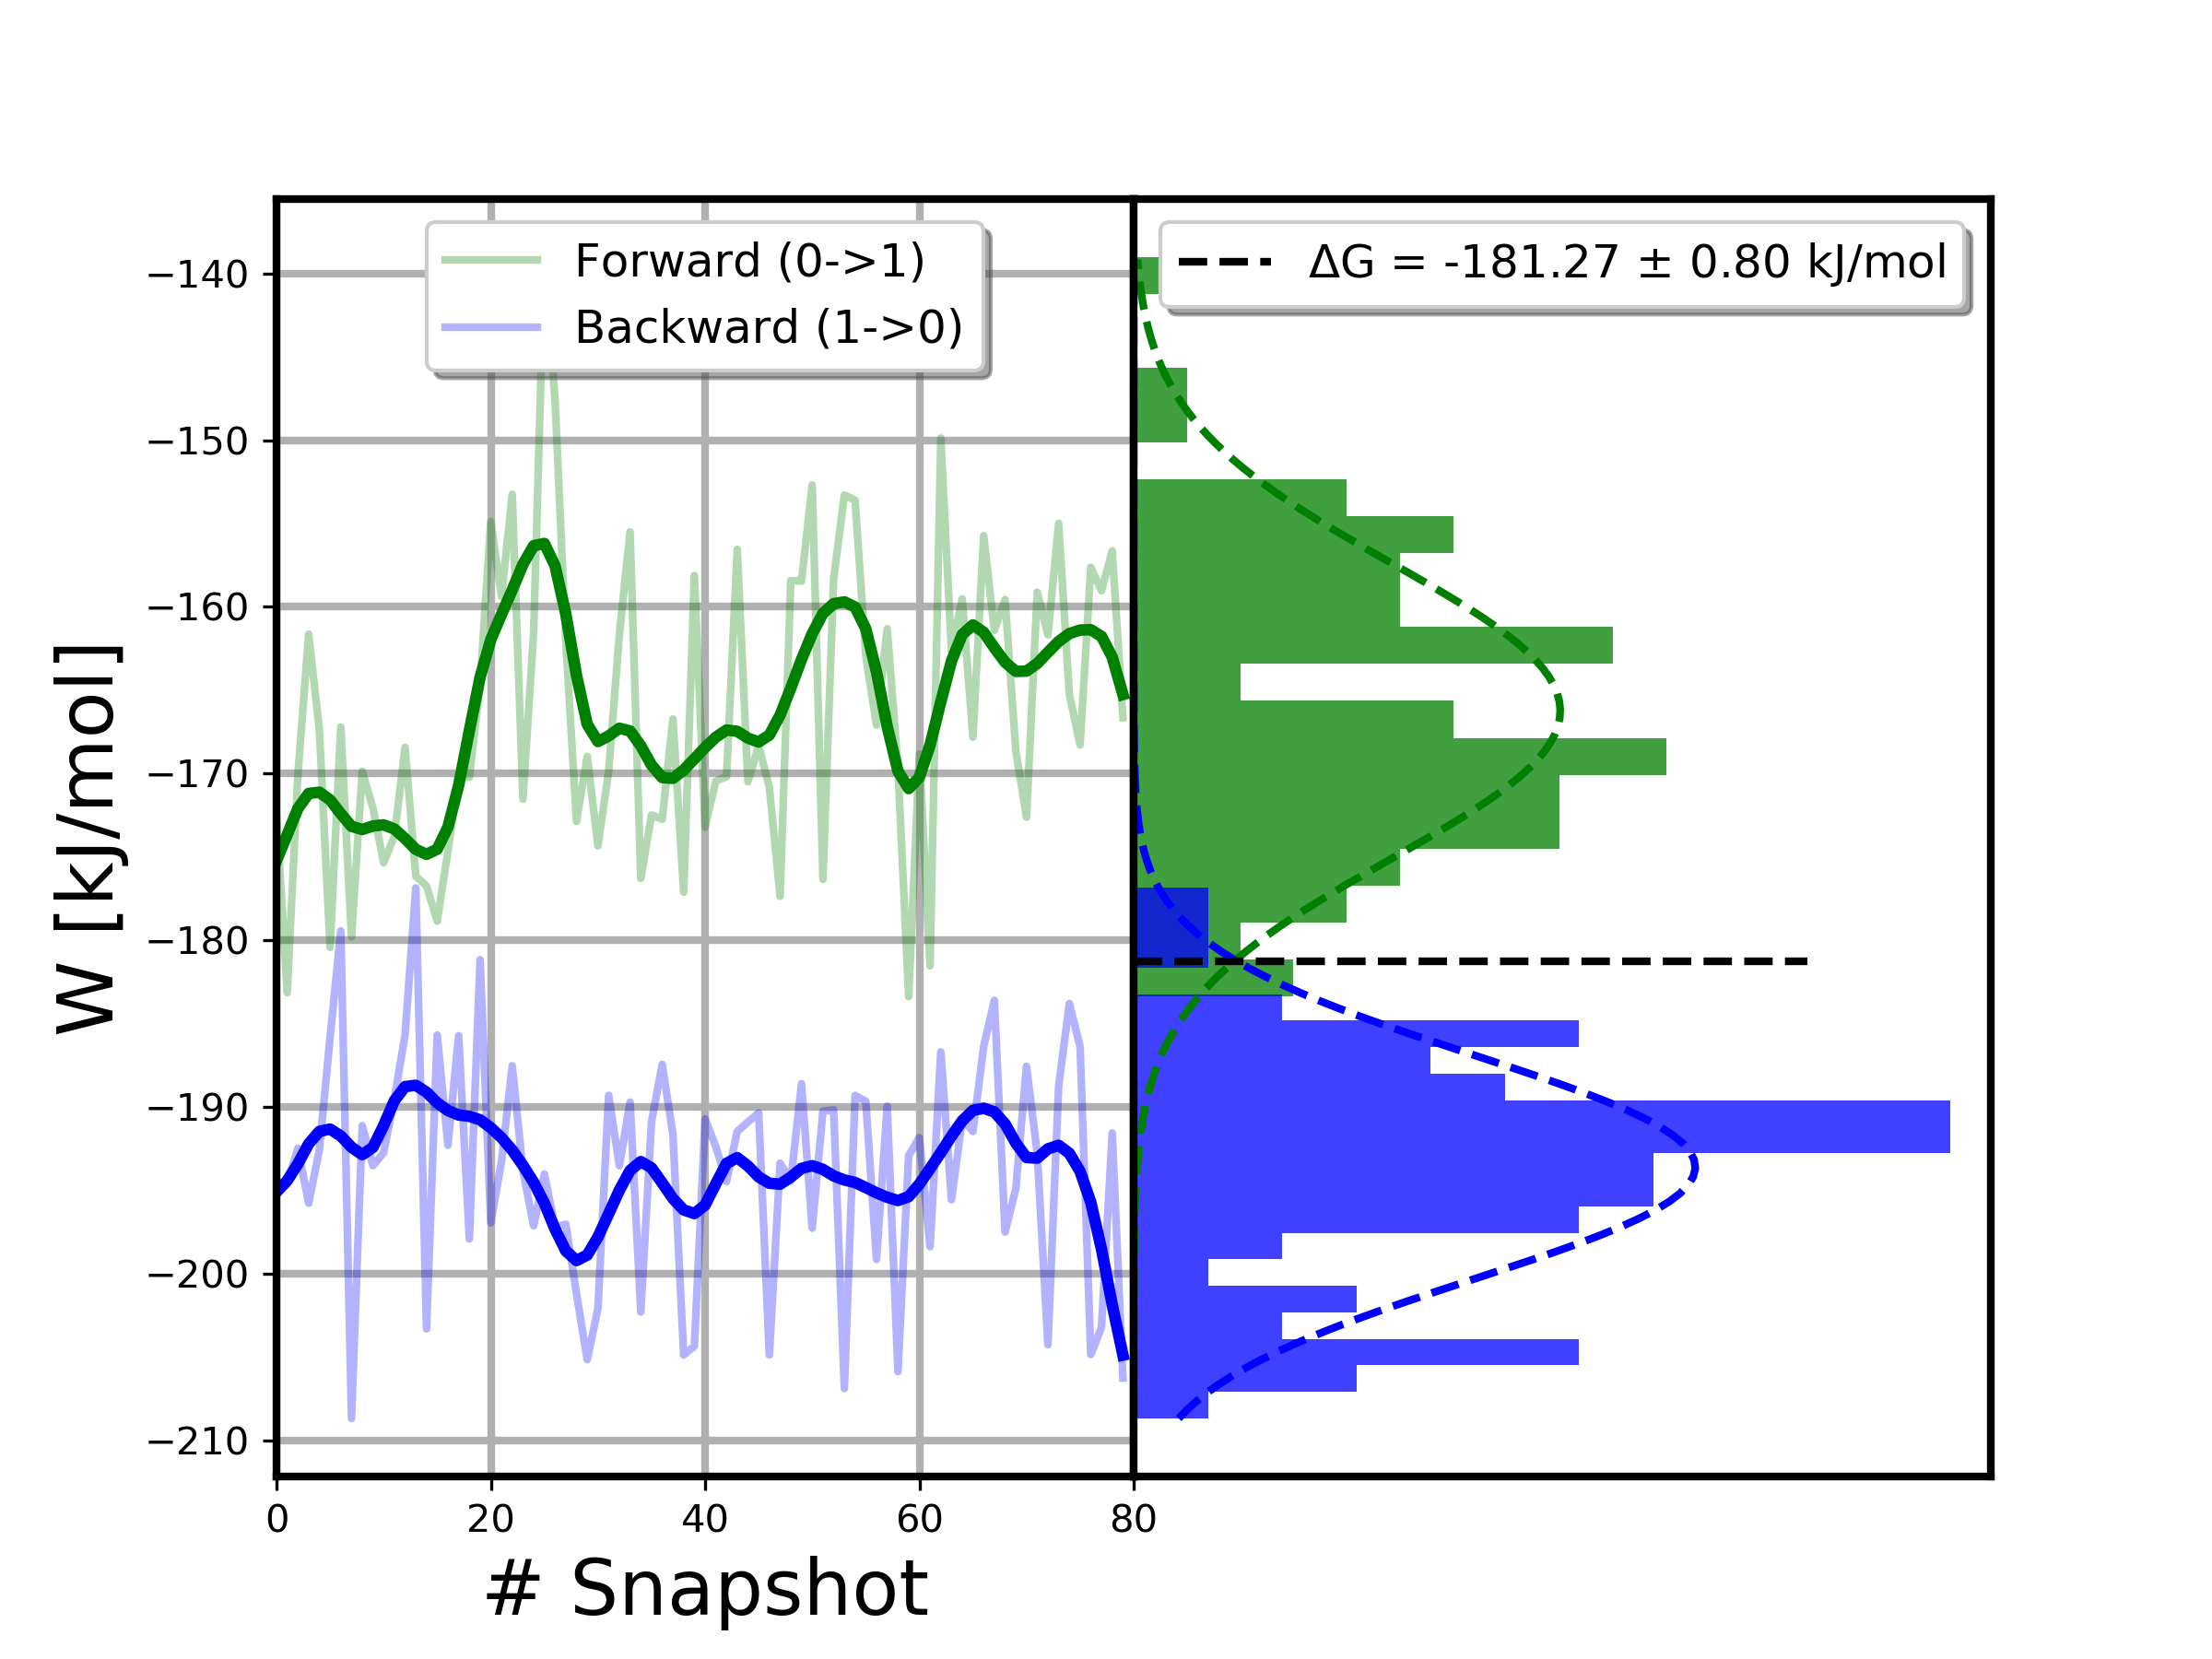 Forward (0->1)
Backward (1->0)
ΔG = -181.27 ± 0.80 kJ/mol
W [kJ/mol]
−140
−150
−160
−170
−180
−190
−200
−210
0 20 40 60 80
# Snapshot